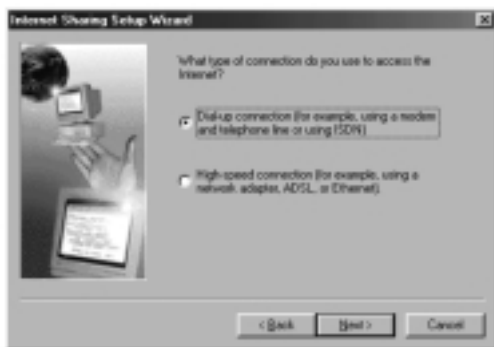 Internet Sharing Setup Wizard
What type of connection do you use to access the
Internet?
Dial-up connection (for example, using a modem
and telephone line or using ISDN)
High-speed connection (for example, using a
network adapter, ADSL, or Ethernet)
< Back
Next >
Cancel